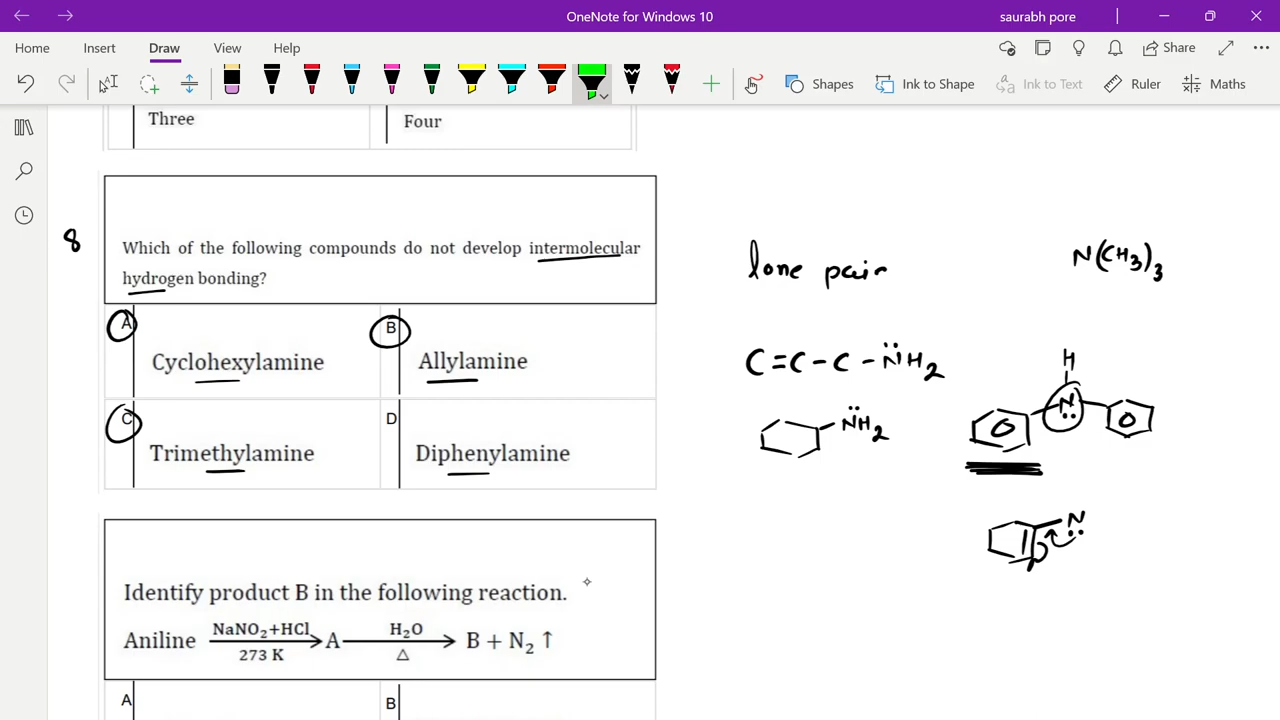 OneNote for Windows 10
saurabh pore
Home Insert Draw View Help
Share
Shapes Ink to Shape Ink to Text Ruler Maths
Three Four
8
Which of the following compounds do not develop intermolecular
hydrogen bonding?
A B
Cyclohexylamine Allylamine
C D
Trimethylamine Diphenylamine
Identify product B in the following reaction.
Aniline NaNO₂+HCl 273 K → A H₂O △ → B + N₂ ↑
A B
lone pair
N(CH₃)₃
C=C-C-N̈H₂
H
N̈H₂
N
N